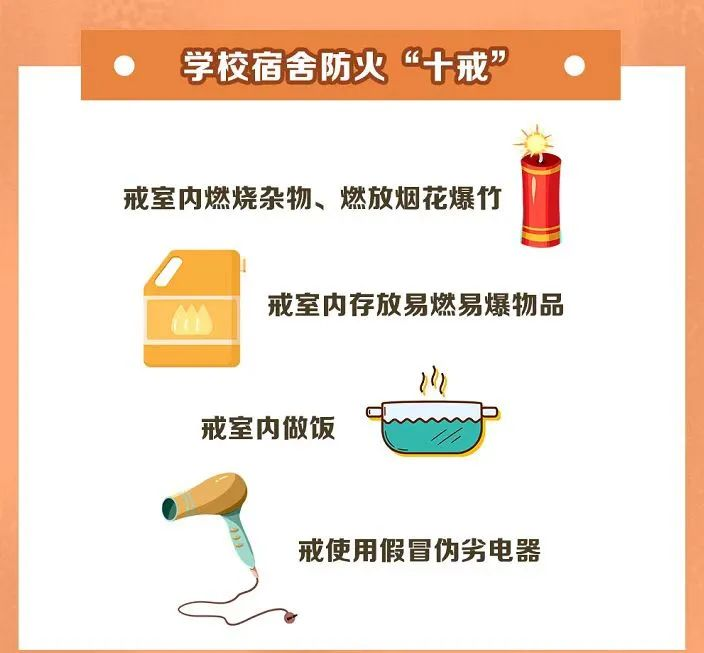 学校宿舍防火“十戒”
戒室内燃烧杂物、燃放烟花爆竹
戒室内存放易燃易爆物品
戒室内做饭
戒使用假冒伪劣电器